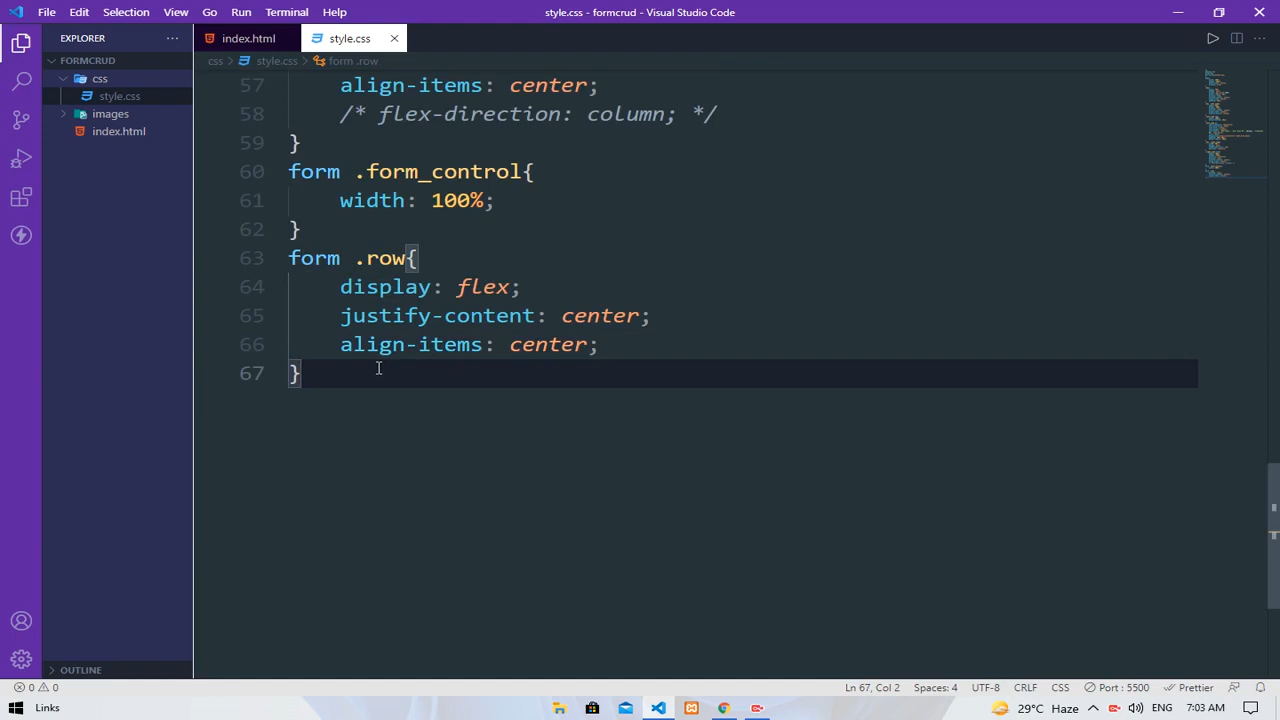 File Edit Selection View Go Run Terminal Help style.css - formcrud - Visual Studio Code
EXPLORER ··· index.html style.css
FORMCRUD css > style.css > form .row
css
style.css
images
index.html
57 align-items: center;
58 /* flex-direction: column; */
59 }
60 form .form_control{
61 width: 100%;
62 }
63 form .row{
64 display: flex;
65 justify-content: center;
66 align-items: center;
67 }
OUTLINE
0 0 Ln 67, Col 2 Spaces: 4 UTF-8 CRLF CSS Port : 5500 Prettier
Links 29°C Haze ENG 7:03 AM